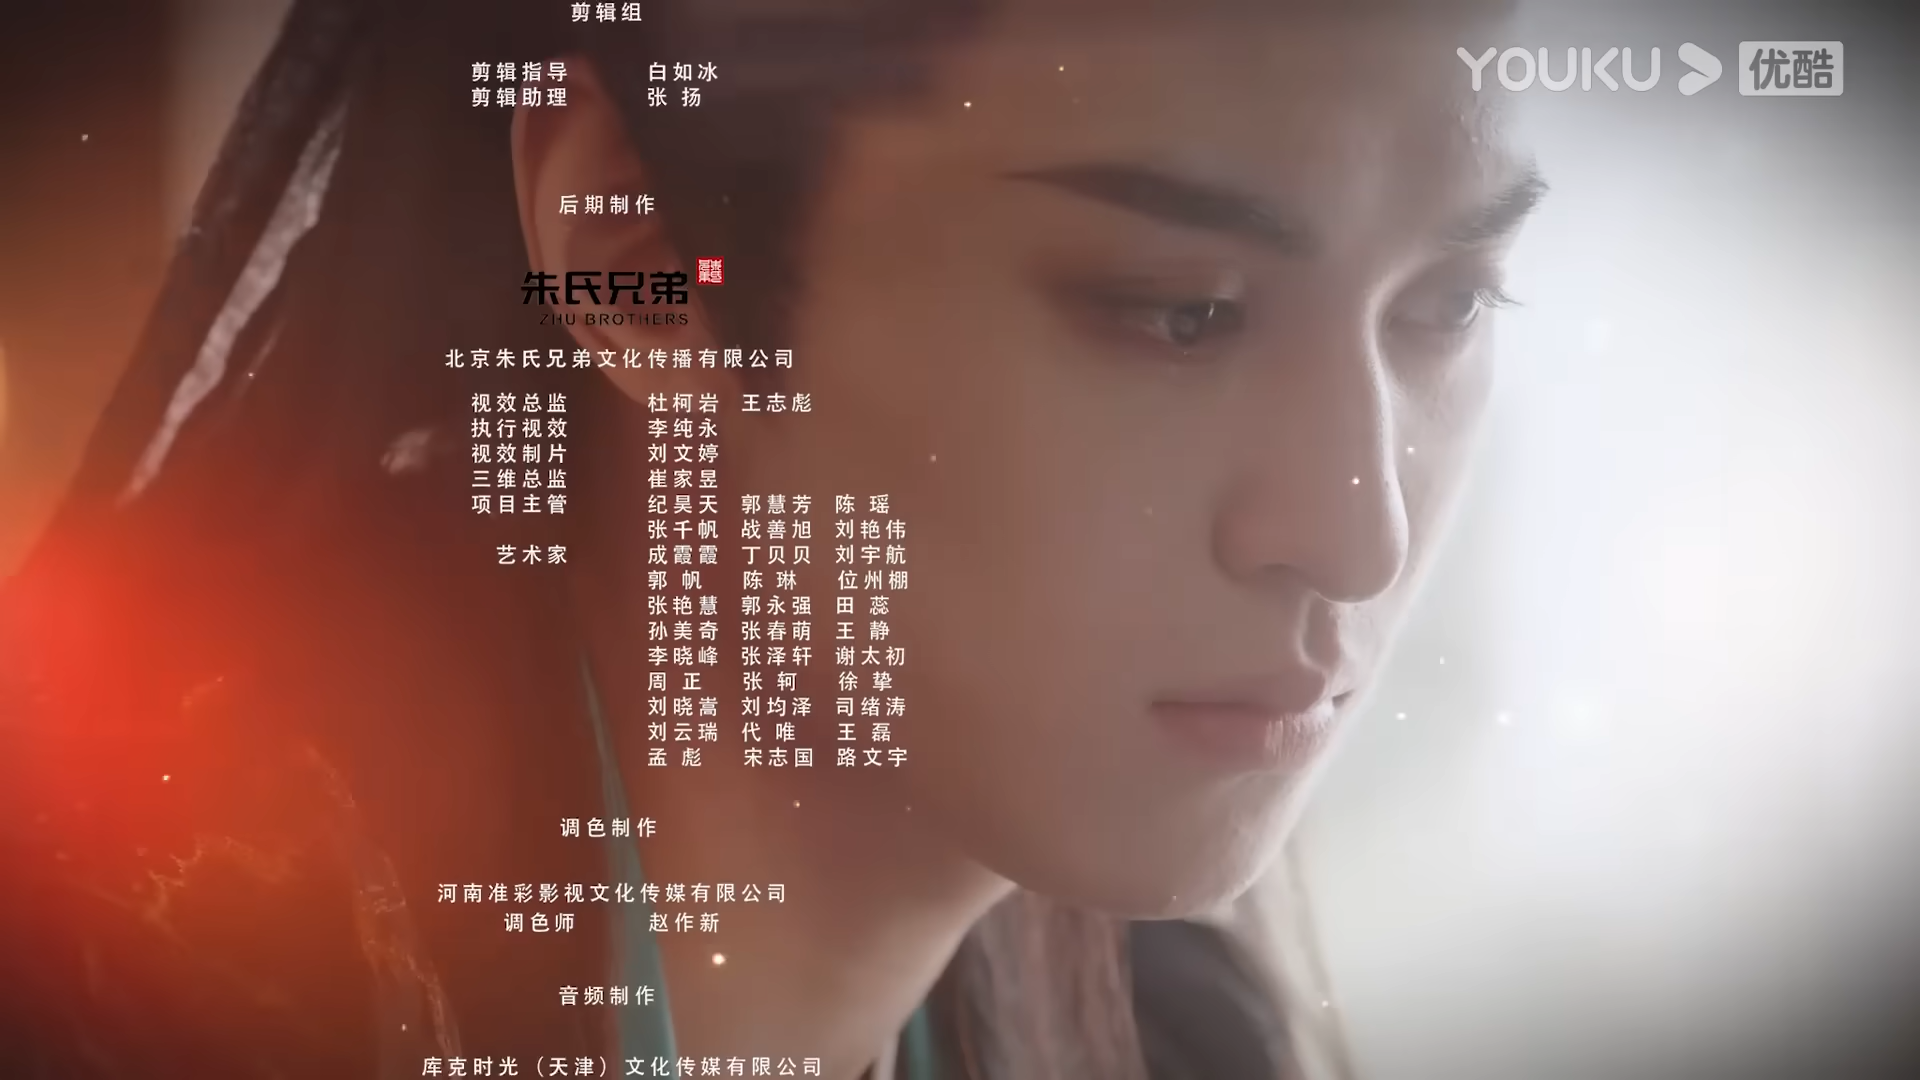 剪辑组
YOUKU 优酷
剪辑指导 白如冰
剪辑助理 张扬
后期制作
朱氏兄弟
ZHU BROTHERS
北京朱氏兄弟文化传播有限公司
视效总监 杜柯岩 王志彪
执行视效 李纯永
视效制片 刘文婷
三维总监 崔家昱
项目主管 纪昊天 郭慧芳 陈瑶
张千帆 战善旭 刘艳伟
艺术家 成霞霞 丁贝贝 刘宇航
郭帆 陈琳 位州棚
张艳慧 郭永强 田蕊
孙美奇 张春萌 王静
李晓峰 张泽轩 谢太初
周正 张轲 徐挚
刘晓嵩 刘均泽 司绪涛
刘云瑞 代唯 王磊
孟彪 宋志国 路文宇
调色制作
河南准彩影视文化传媒有限公司
调色师 赵作新
音频制作
库克时光（天津）文化传媒有限公司